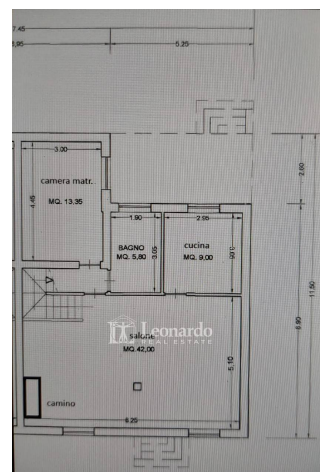 7.45
5.25
3.00
camera matr.
MQ. 13.35
4.45
2.60
1.90
2.95
BAGNO
MQ. 5,80
3.05
cucina
MQ. 9,00
11.50
6.90
Leonardo
REAL ESTATE
salone
MQ.42,00
5.10
camino
8.25